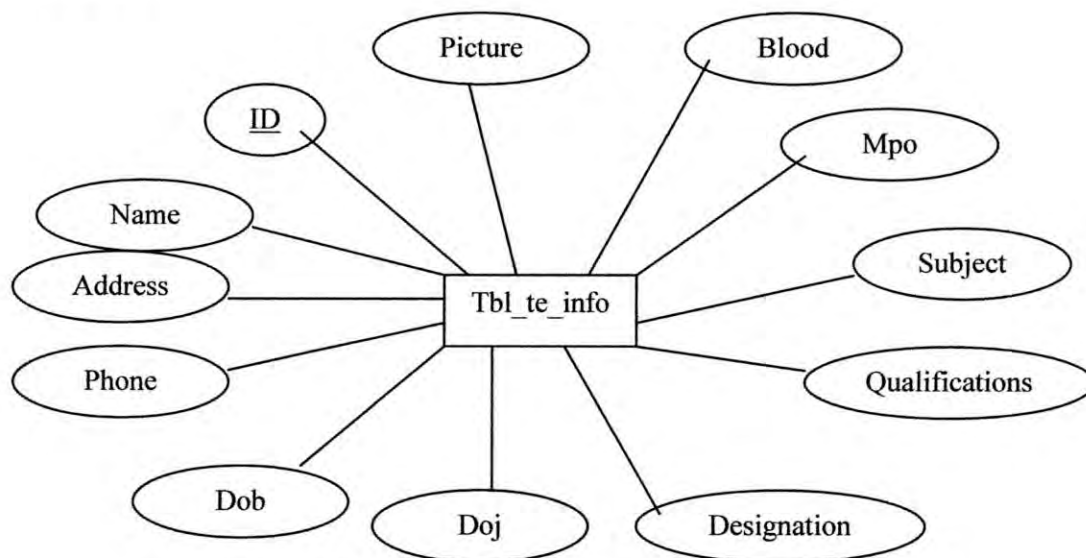 Picture
Blood
ID
Mpo
Name
Subject
Address
Tbl_te_info
Phone
Qualifications
Dob
Doj
Designation